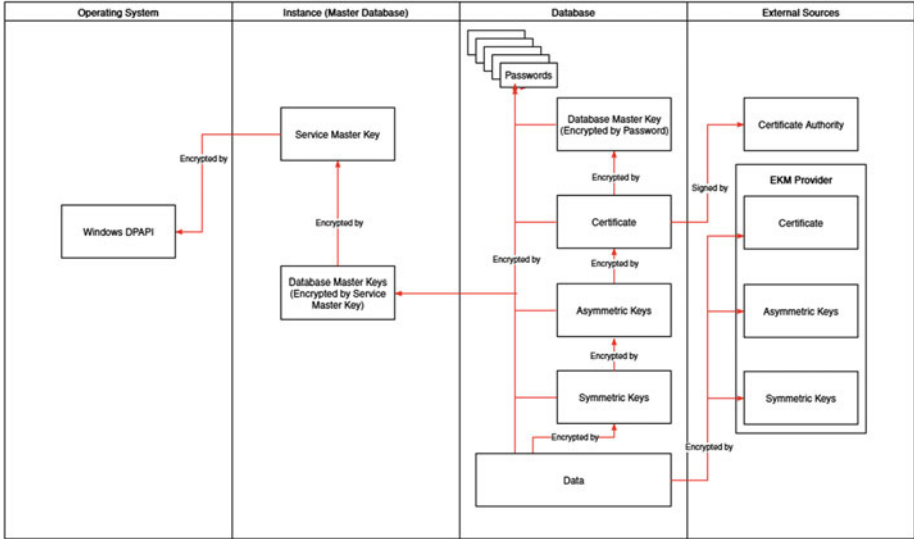 Operating System
Instance (Master Database)
Database
External Sources
Passwords
Service Master Key
Database Master Key
(Encrypted by Password)
Certificate Authority
Encrypted by
Encrypted by
Signed by
EKM Provider
Windows DPAPI
Encrypted by
Certificate
Certificate
Encrypted by
Encrypted by
Database Master Keys
(Encrypted by Service
Master Key)
Asymmetric Keys
Asymmetric Keys
Encrypted by
Symmetric Keys
Symmetric Keys
Encrypted by
Encrypted by
Data